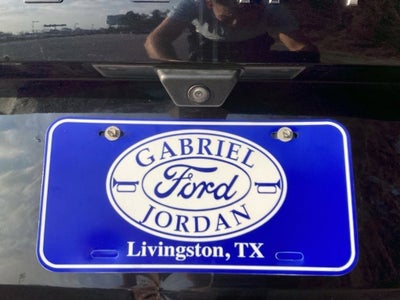 GABRIEL
Ford
JORDAN
Livingston, TX